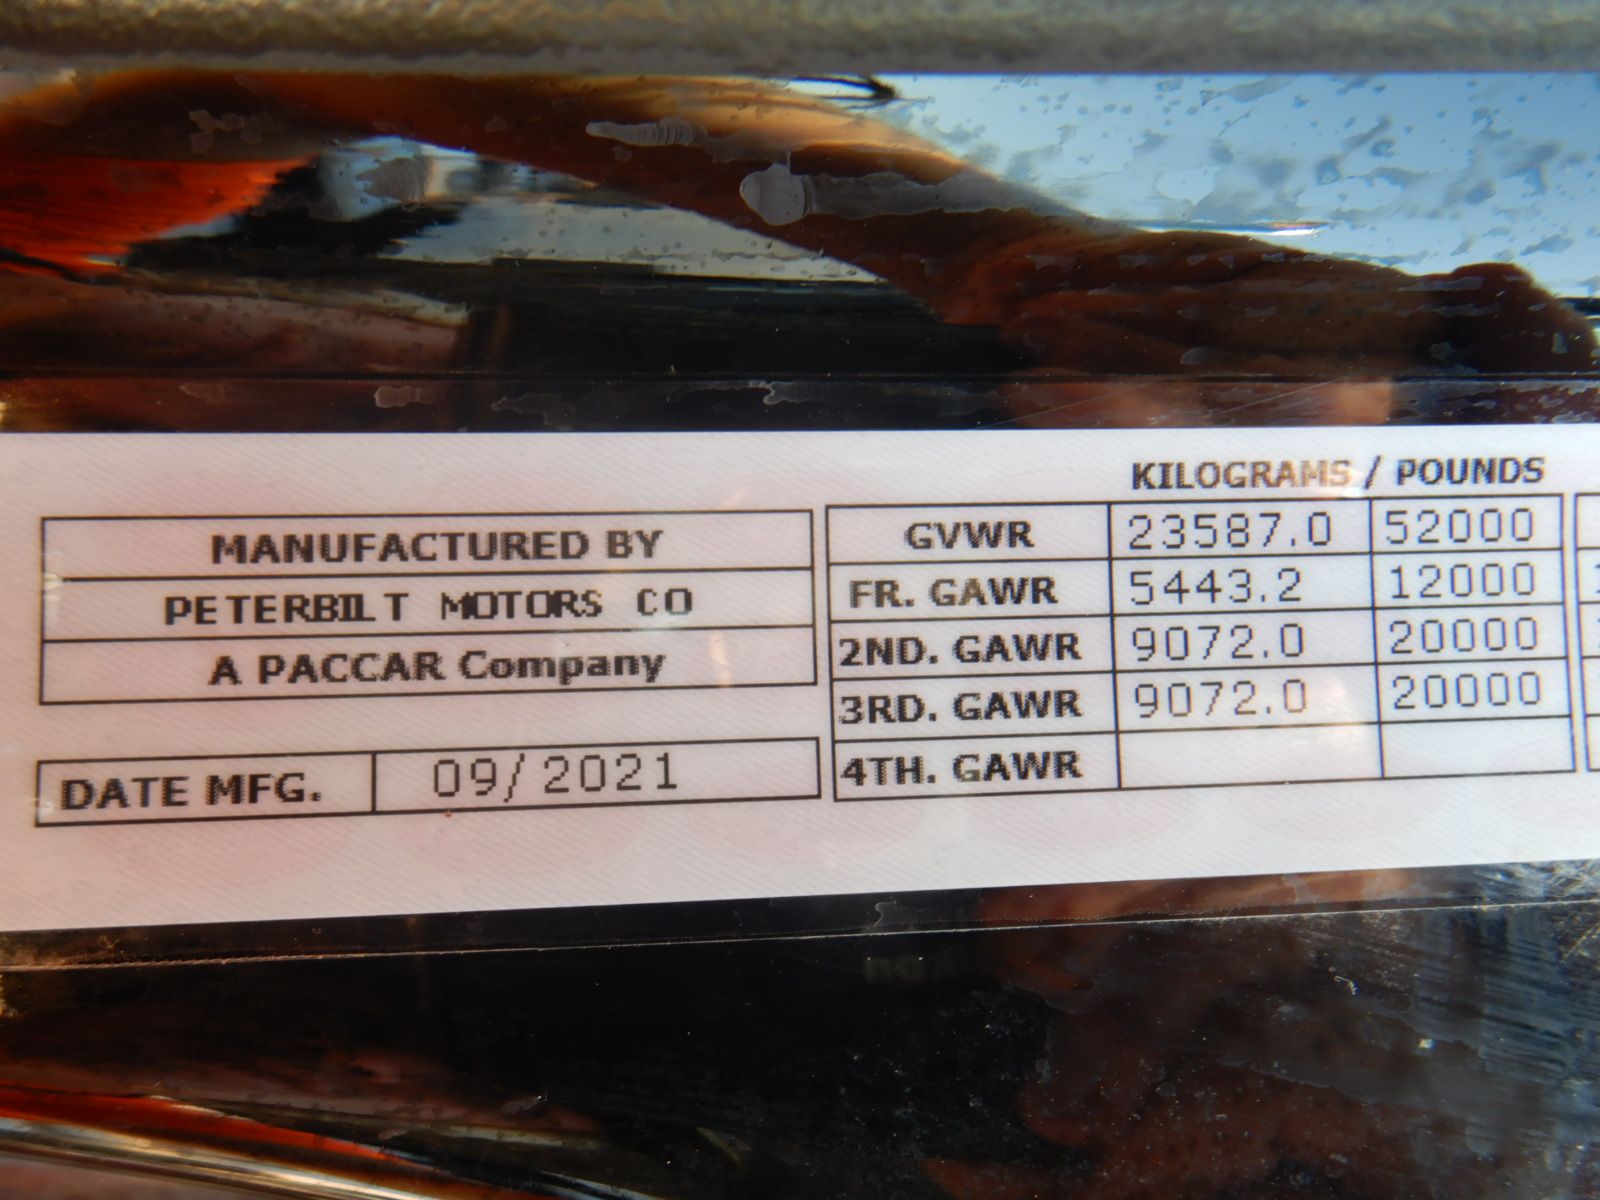 KILOGRAMS / POUNDS
MANUFACTURED BY
PETERBILT MOTORS CO
A PACCAR Company
DATE MFG. 09/2021
GVWR 23587.0 52000
FR. GAWR 5443.2 12000
2ND. GAWR 9072.0 20000
3RD. GAWR 9072.0 20000
4TH. GAWR